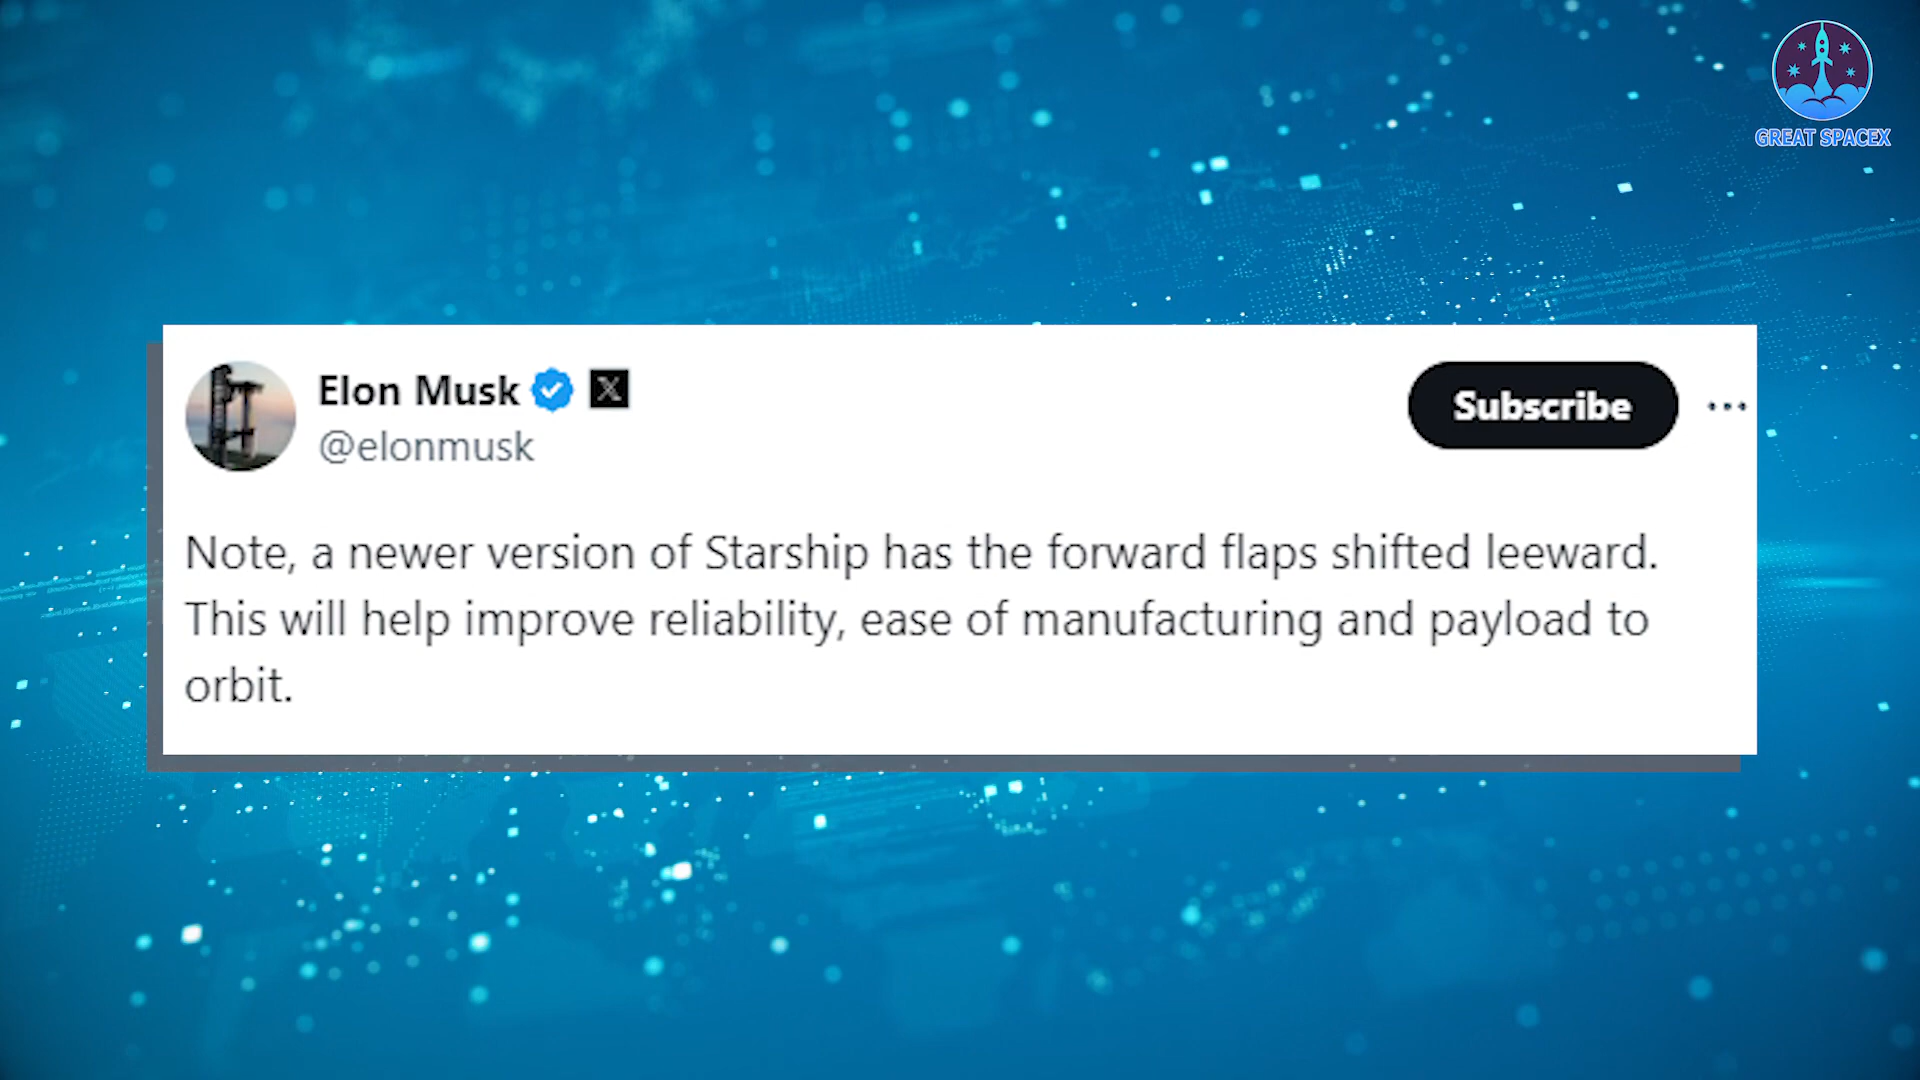 GREAT SPACEX
Elon Musk
@elonmusk
Subscribe
Note, a newer version of Starship has the forward flaps shifted leeward.
This will help improve reliability, ease of manufacturing and payload to
orbit.